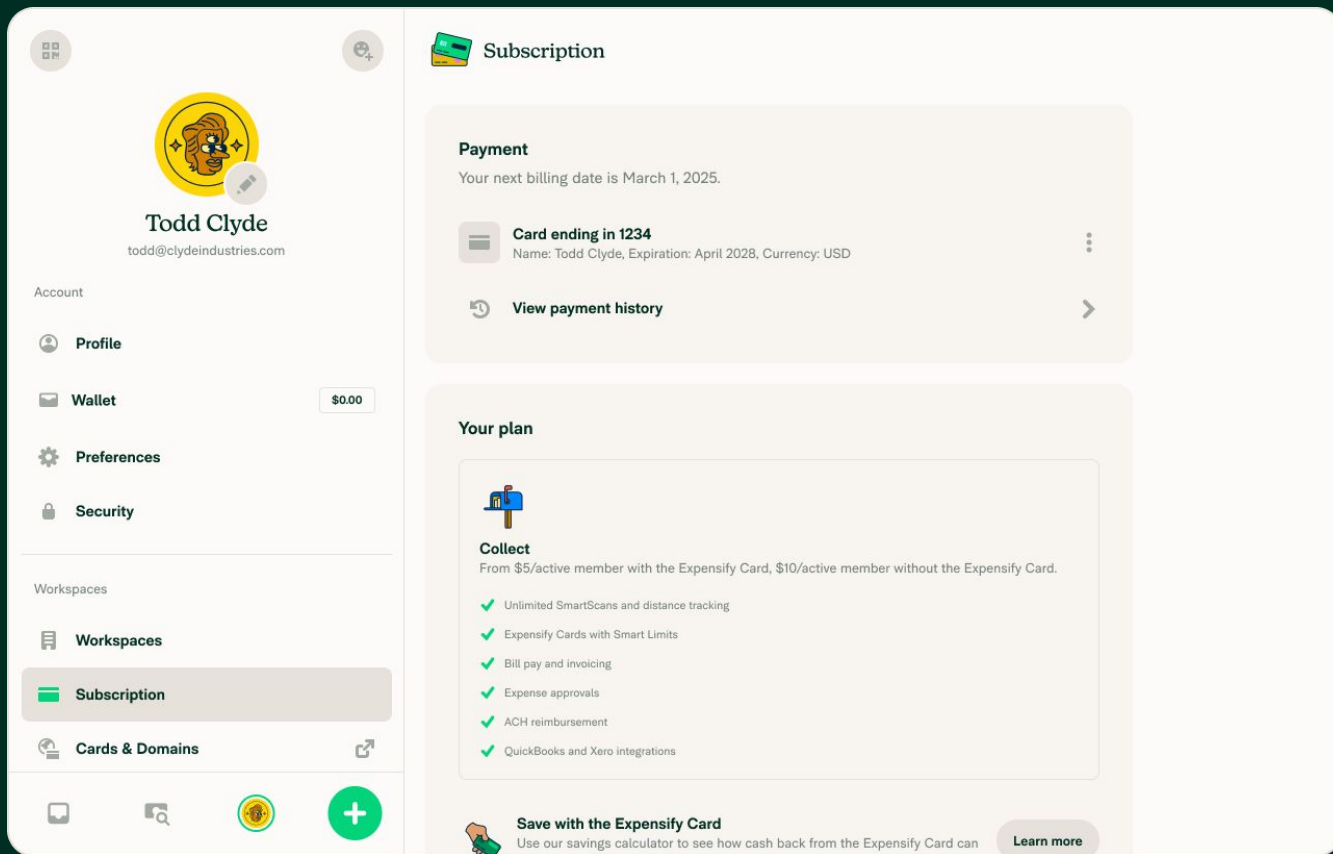 Todd Clyde
todd@clydeindustries.com
Account
Profile
Wallet
$0.00
Preferences
Security
Workspaces
Workspaces
Subscription
Cards & Domains
Subscription
Payment
Your next billing date is March 1, 2025.
Card ending in 1234
Name: Todd Clyde, Expiration: April 2028, Currency: USD
View payment history
Your plan
Collect
From $5/active member with the Expensify Card, $10/active member without the Expensify Card.
Unlimited SmartScans and distance tracking
Expensify Cards with Smart Limits
Bill pay and invoicing
Expense approvals
ACH reimbursement
QuickBooks and Xero integrations
Save with the Expensify Card
Use our savings calculator to see how cash back from the Expensify Card can
Learn more